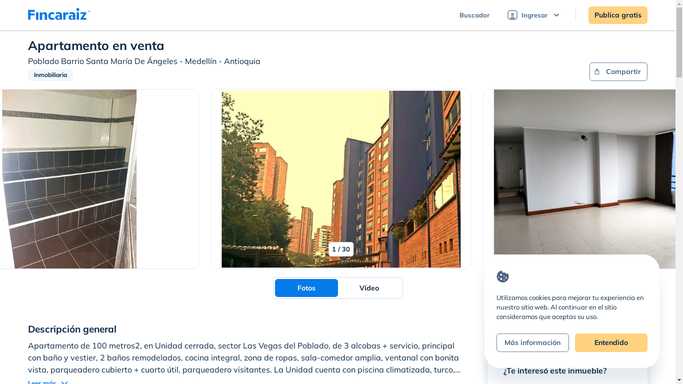 Fincaraiz
Buscador
Ingresar
Publica gratis
Apartamento en venta
Poblado Barrio Santa María De Ángeles - Medellín - Antioquia
Inmobiliaria
Compartir
1 / 30
Fotos
Video
Descripción general
Apartamento de 100 metros2, en Unidad cerrada, sector Las Vegas del Poblado, de 3 alcobas + servicio, principal
con baño y vestier, 2 baños remodelados, cocina integral, zona de ropas, sala-comedor amplia, ventanal con bonita
vista, parqueadero cubierto + cuarto útil, parqueadero visitantes. La Unidad cuenta con piscina climatizada, turco,...
Leer más
Utilizamos cookies para mejorar tu experiencia en
nuestro sitio web. Al continuar en el sitio
consideramos que aceptas su uso.
Más información
Entendido
¿Te interesó este inmueble?